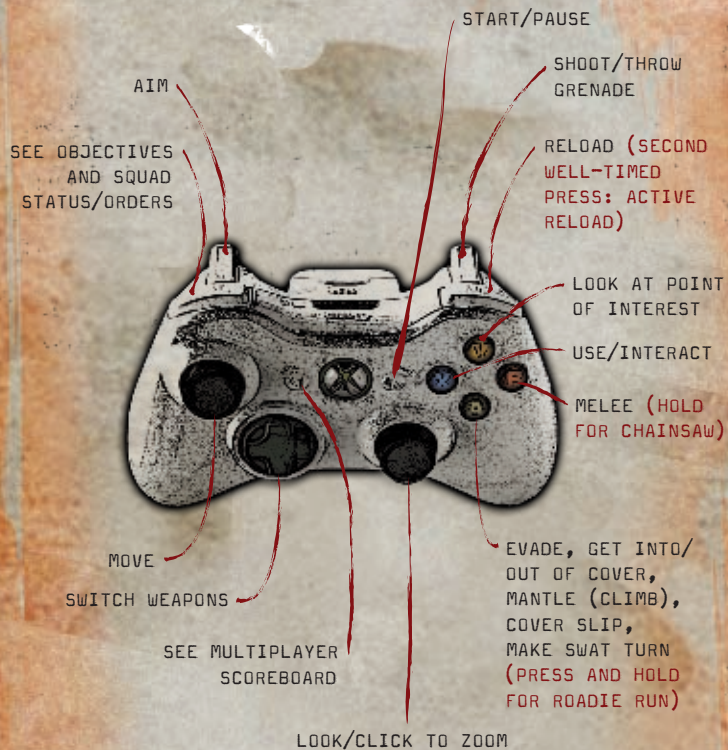 START/PAUSE
SHOOT/THROW
GRENADE
AIM
RELOAD (SECOND
WELL-TIMED
PRESS: ACTIVE
RELOAD)
SEE OBJECTIVES
AND SQUAD
STATUS/ORDERS
LOOK AT POINT
OF INTEREST
Y
USE/INTERACT
X
B
A
MELEE (HOLD
FOR CHAINSAW)
EVADE, GET INTO/
OUT OF COVER,
MANTLE (CLIMB),
COVER SLIP,
MAKE SWAT TURN
(PRESS AND HOLD
FOR ROADIE RUN)
MOVE
SWITCH WEAPONS
SEE MULTIPLAYER
SCOREBOARD
LOOK/CLICK TO ZOOM